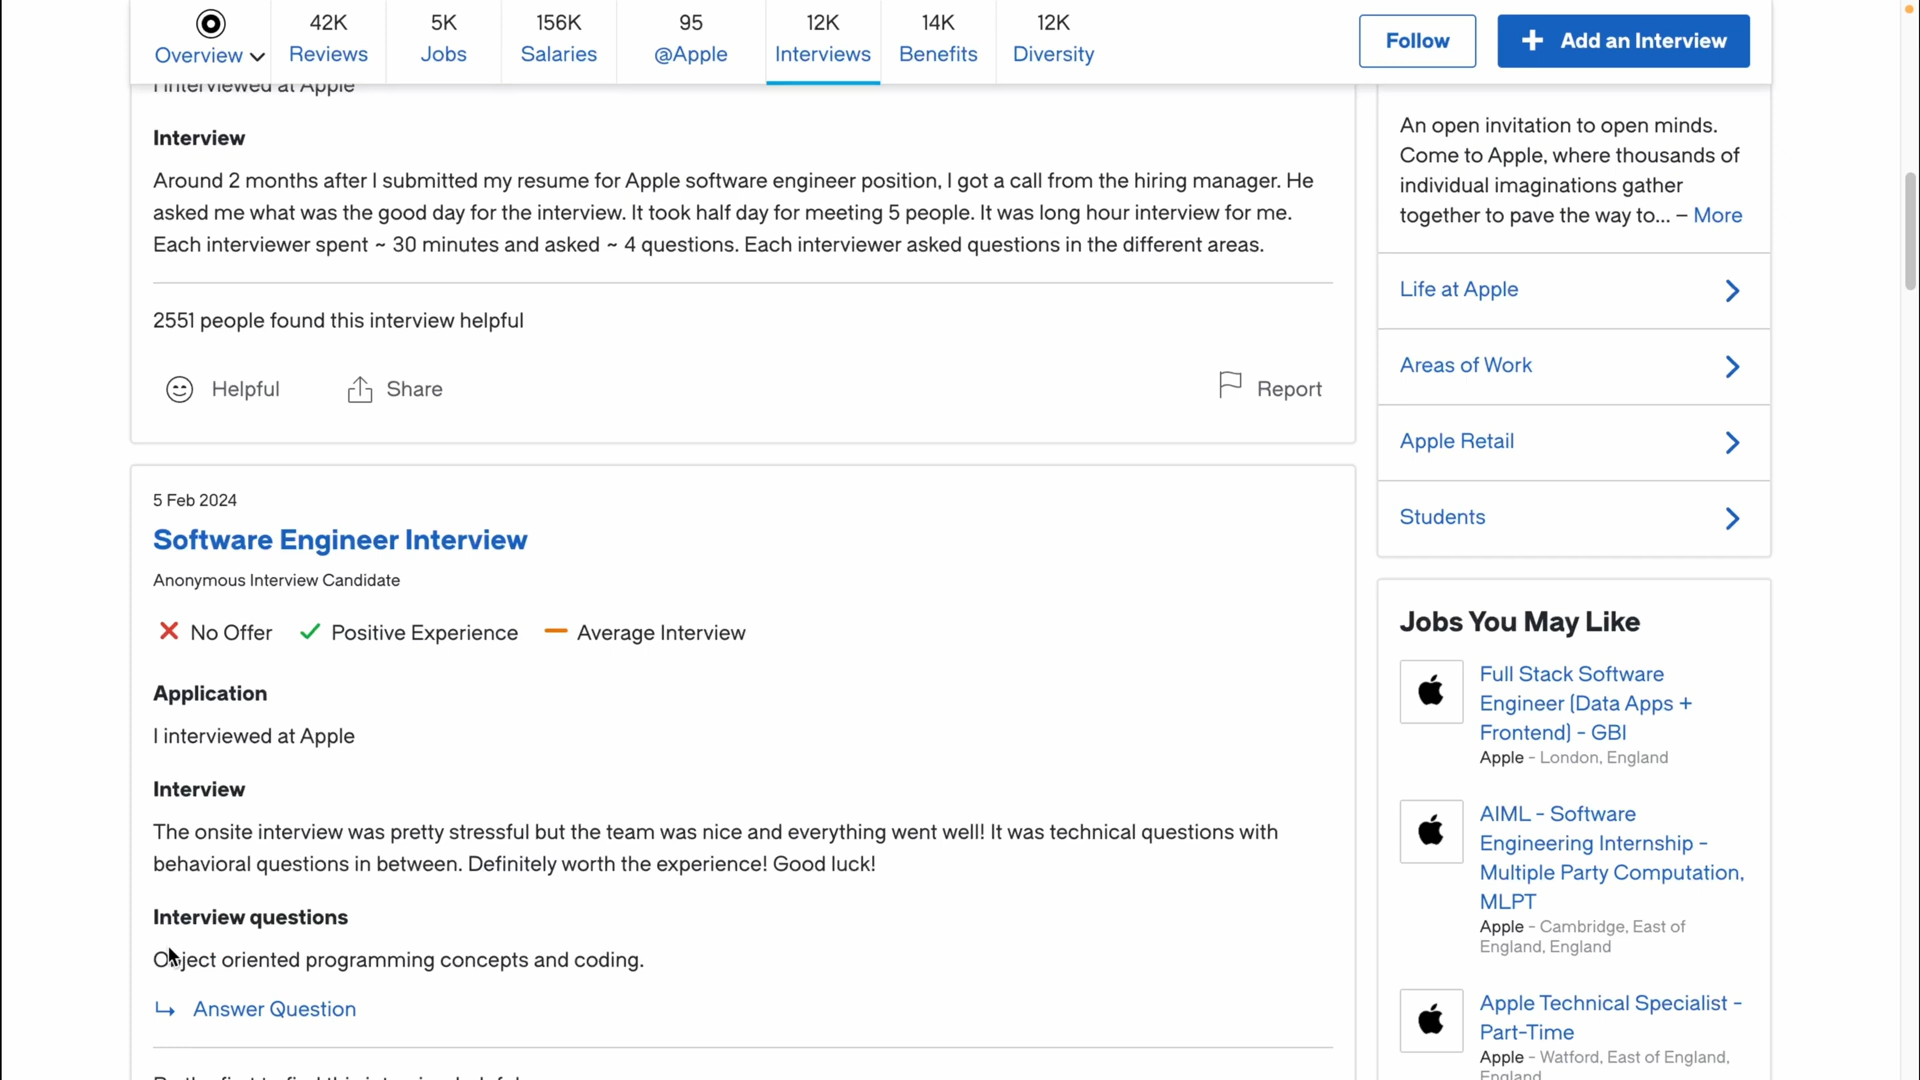 42K
5K
156K
95
12K
14K
12K
Overview
Reviews
Jobs
Salaries
@Apple
Interviews
Benefits
Diversity
Follow
+ Add an Interview
I interviewed at Apple
Interview
Around 2 months after I submitted my resume for Apple software engineer position, I got a call from the hiring manager. He
asked me what was the good day for the interview. It took half day for meeting 5 people. It was long hour interview for me.
Each interviewer spent ~ 30 minutes and asked ~ 4 questions. Each interviewer asked questions in the different areas.
2551 people found this interview helpful
Helpful
Share
Report
5 Feb 2024
Software Engineer Interview
Anonymous Interview Candidate
No Offer
Positive Experience
Average Interview
Application
I interviewed at Apple
Interview
The onsite interview was pretty stressful but the team was nice and everything went well! It was technical questions with
behavioral questions in between. Definitely worth the experience! Good luck!
Interview questions
Object oriented programming concepts and coding.
Answer Question
An open invitation to open minds.
Come to Apple, where thousands of
individual imaginations gather
together to pave the way to... – More
Life at Apple
Areas of Work
Apple Retail
Students
Jobs You May Like
Full Stack Software
Engineer (Data Apps +
Frontend) - GBI
Apple - London, England
AIML - Software
Engineering Internship -
Multiple Party Computation,
MLPT
Apple - Cambridge, East of
England, England
Apple Technical Specialist -
Part-Time
Apple - Watford, East of England,
England